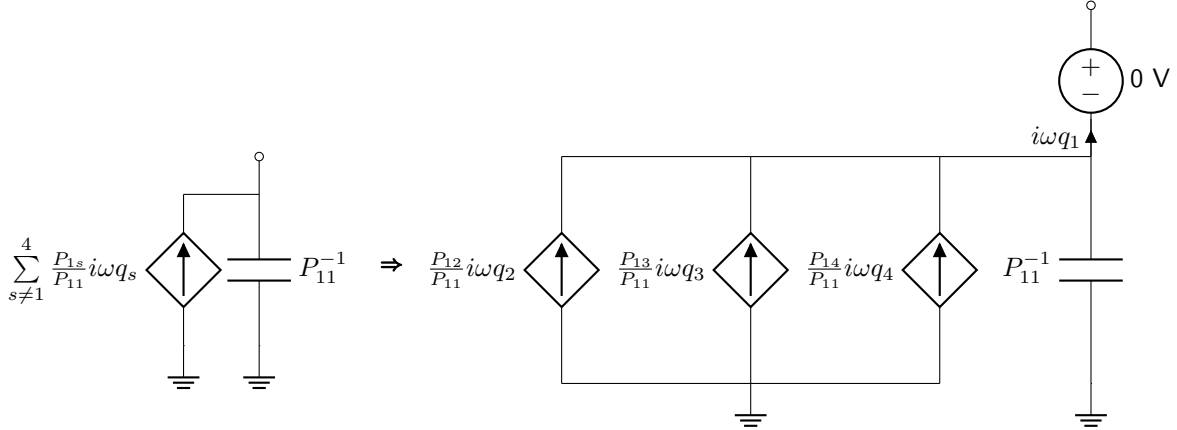 +
−
0 V
iωq₁
4
∑ P₁ₛ/P₁₁ iωqₛ
s≠1
P₁₁⁻¹
⇒
P₁₂/P₁₁ iωq₂
P₁₃/P₁₁ iωq₃
P₁₄/P₁₁ iωq₄
P₁₁⁻¹